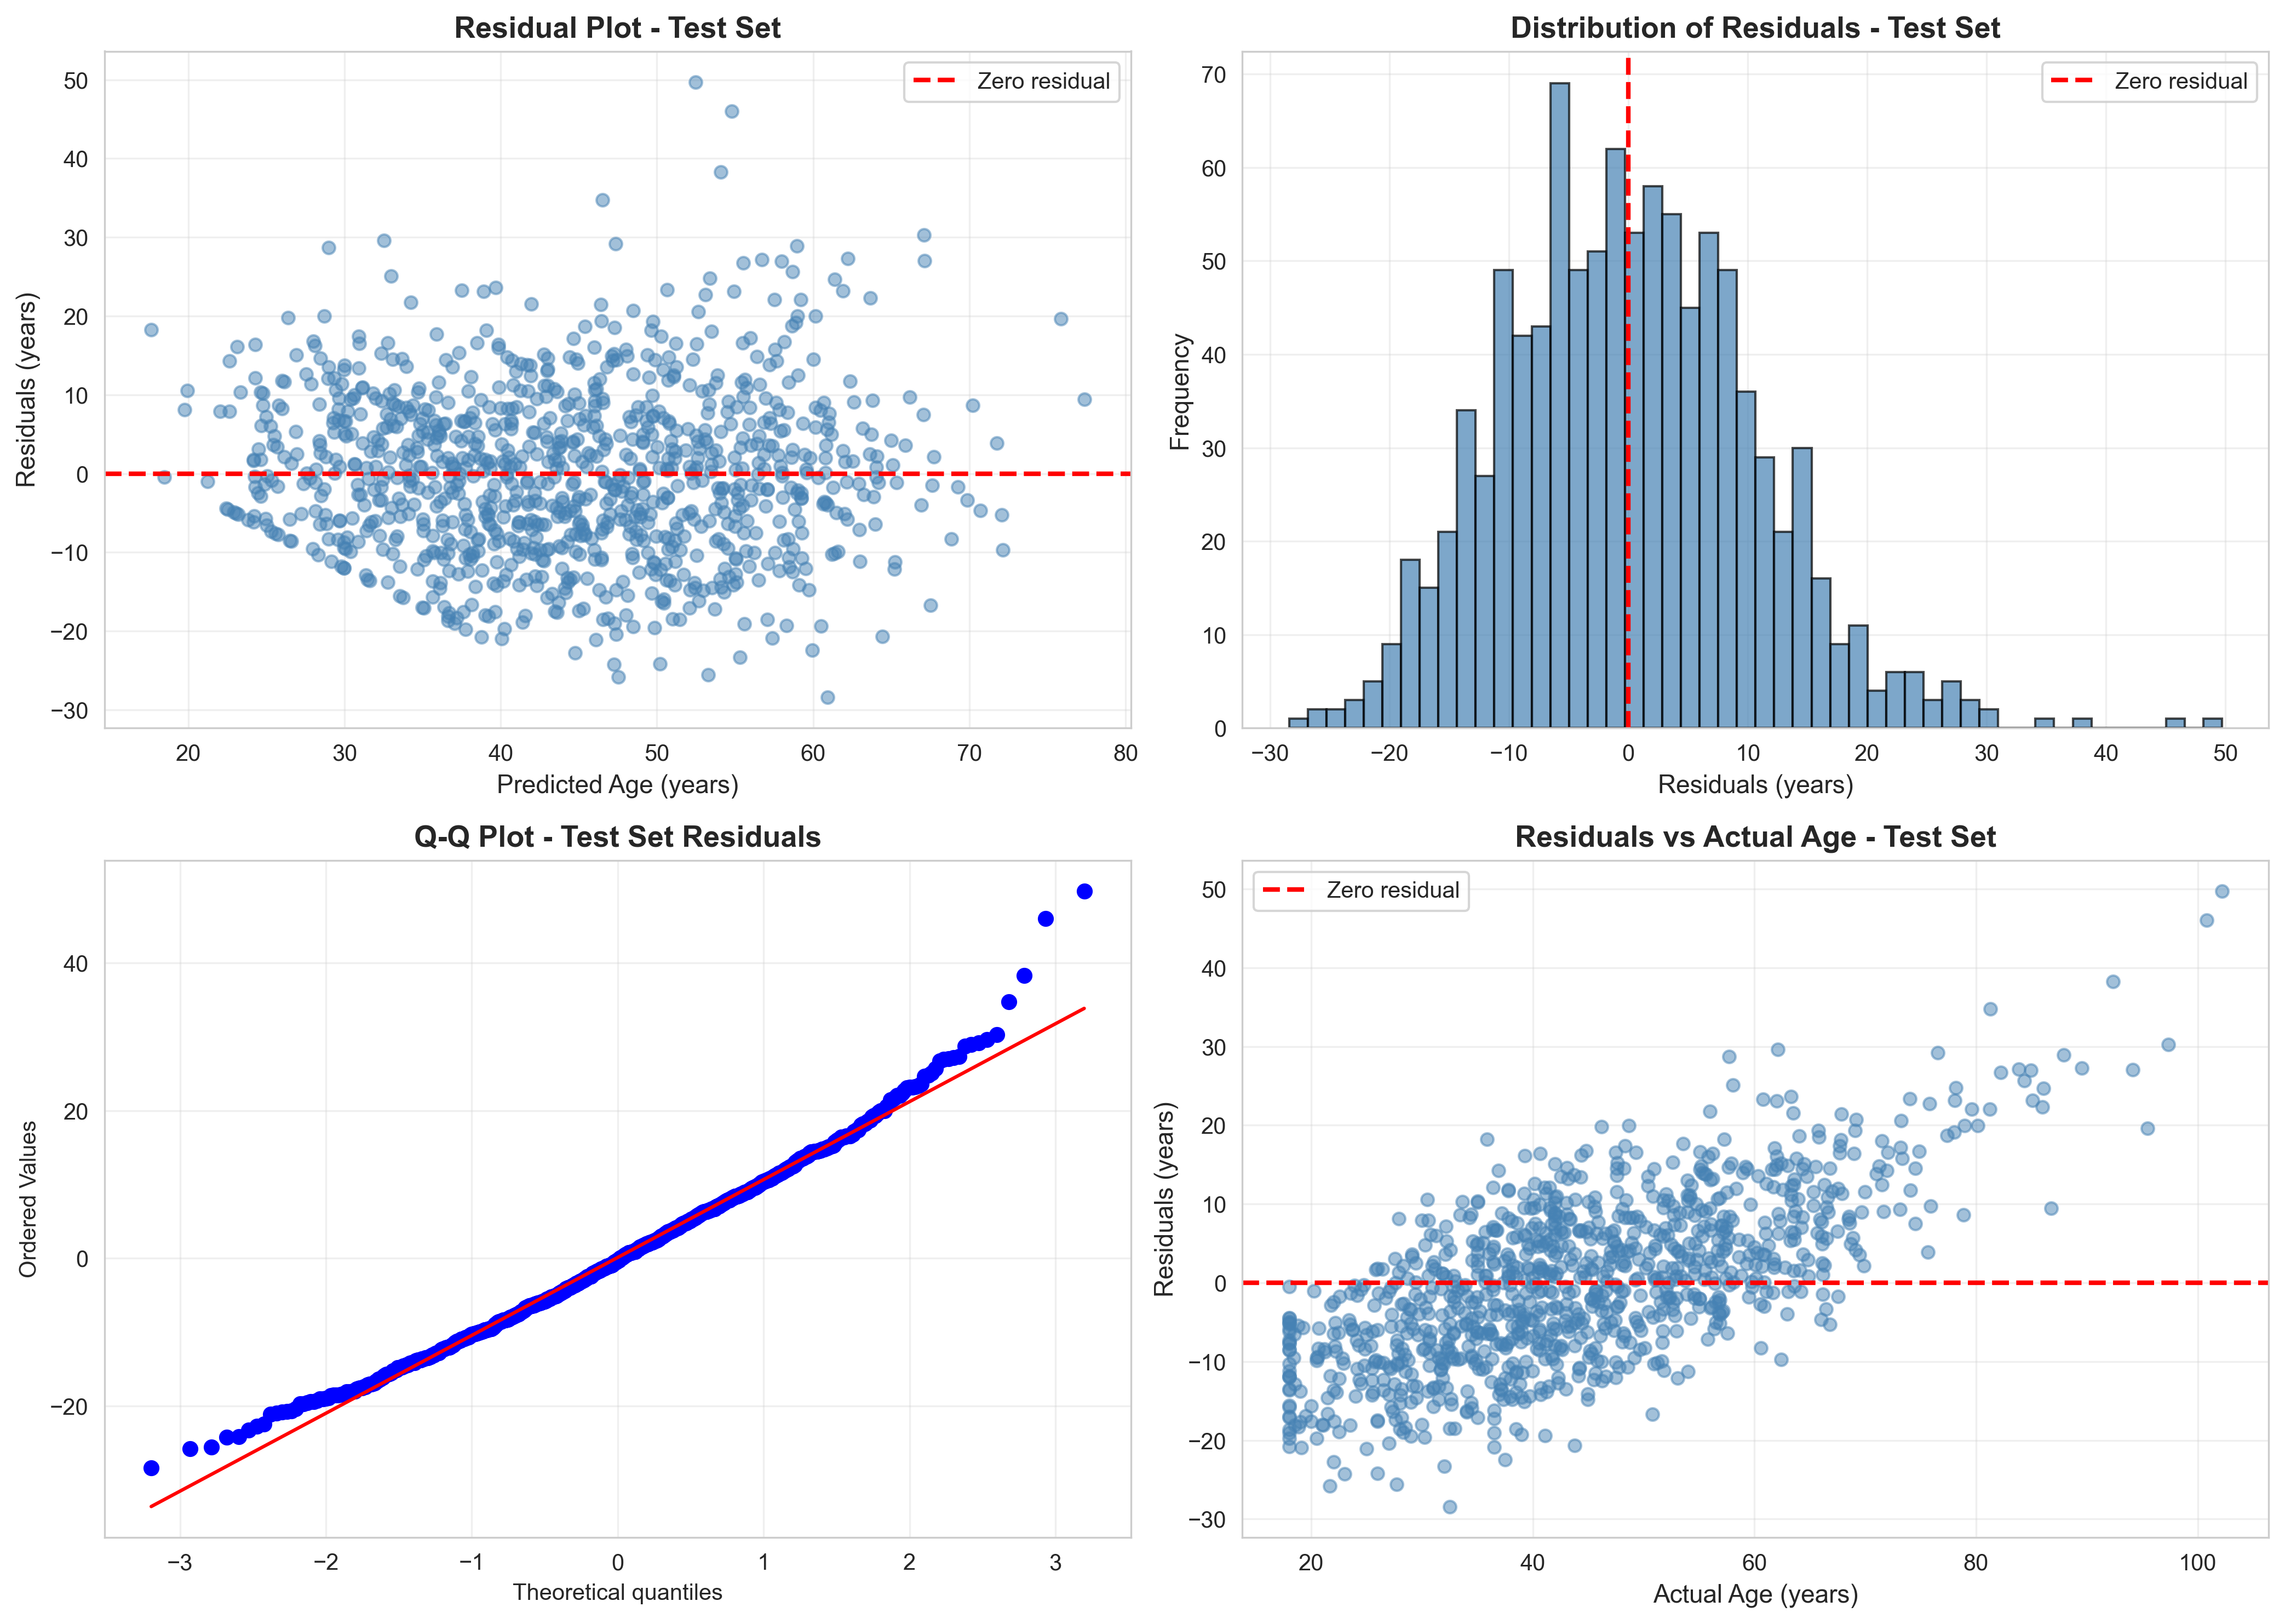 Residual Plot - Test Set
Zero residual
50
40
30
20
10
0
−10
−20
−30
Residuals (years)
20 30 40 50 60 70 80
Predicted Age (years)
Distribution of Residuals - Test Set
Zero residual
70
60
50
40
30
20
10
0
Frequency
−30 −20 −10 0 10 20 30 40 50
Residuals (years)
Q-Q Plot - Test Set Residuals
40
20
0
−20
Ordered Values
−3 −2 −1 0 1 2 3
Theoretical quantiles
Residuals vs Actual Age - Test Set
Zero residual
50
40
30
20
10
0
−10
−20
−30
Residuals (years)
20 40 60 80 100
Actual Age (years)